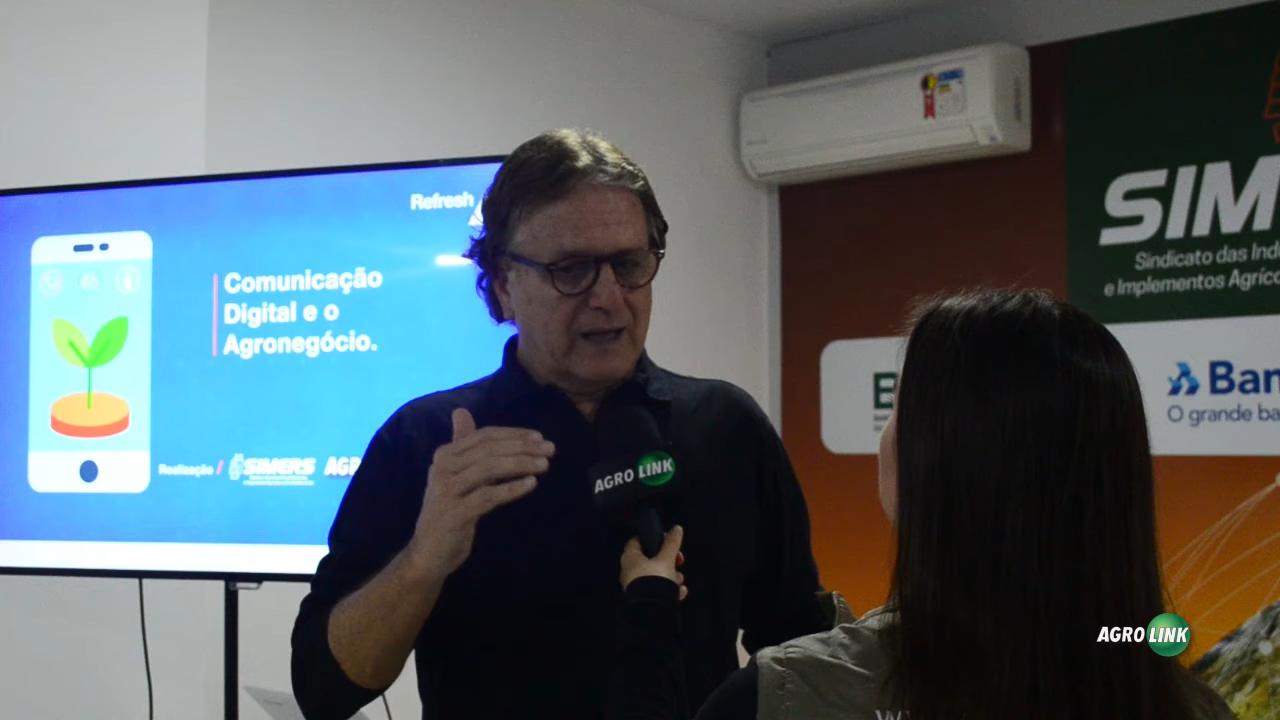 Refresh
Comunicação
Digital e o
Agronegócio.
Realização / SIMERS AGR
AGRO LINK
SIM
Sindicato das Ind
e Implementos Agríco
B
Ban
O grande ba
AGRO LINK